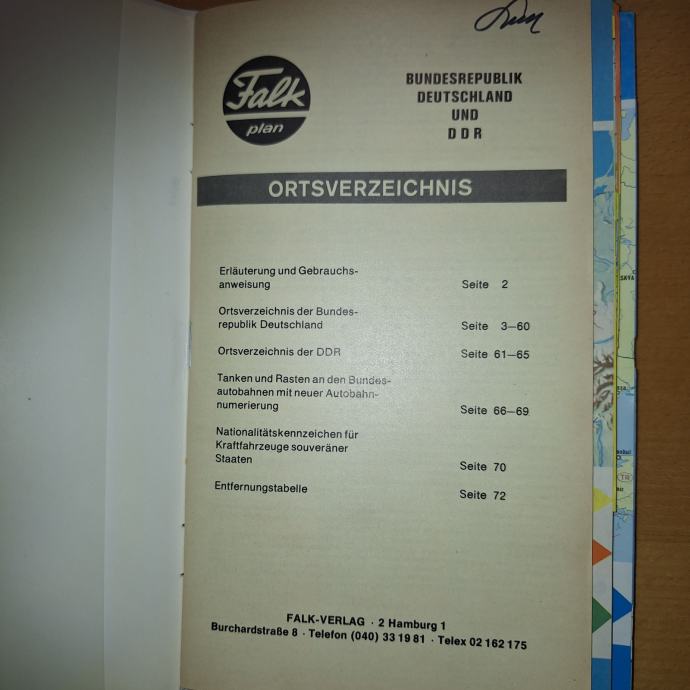 Falk
plan
BUNDESREPUBLIK
DEUTSCHLAND
UND
DDR
ORTSVERZEICHNIS
Erläuterung und Gebrauchs-
anweisung Seite 2
Ortsverzeichnis der Bundes-
republik Deutschland Seite 3—60
Ortsverzeichnis der DDR Seite 61—65
Tanken und Rasten an den Bundes-
autobahnen mit neuer Autobahn-
numerierung Seite 66—69
Nationalitätskennzeichen für
Kraftfahrzeuge souveräner
Staaten Seite 70
Entfernungstabelle Seite 72
FALK-VERLAG · 2 Hamburg 1
Burchardstraße 8 · Telefon (040) 33 19 81 · Telex 02 162 175
TR